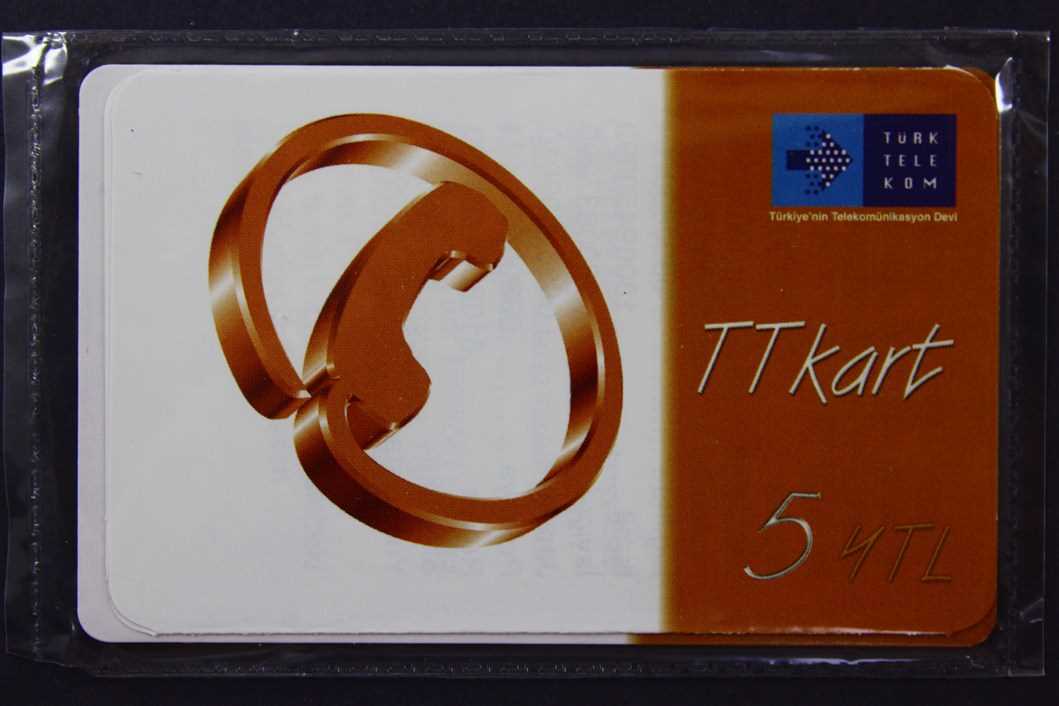 TÜRK
TELE
KOM
Türkiye'nin Telekomünikasyon Devi
TTkart
5 YTL